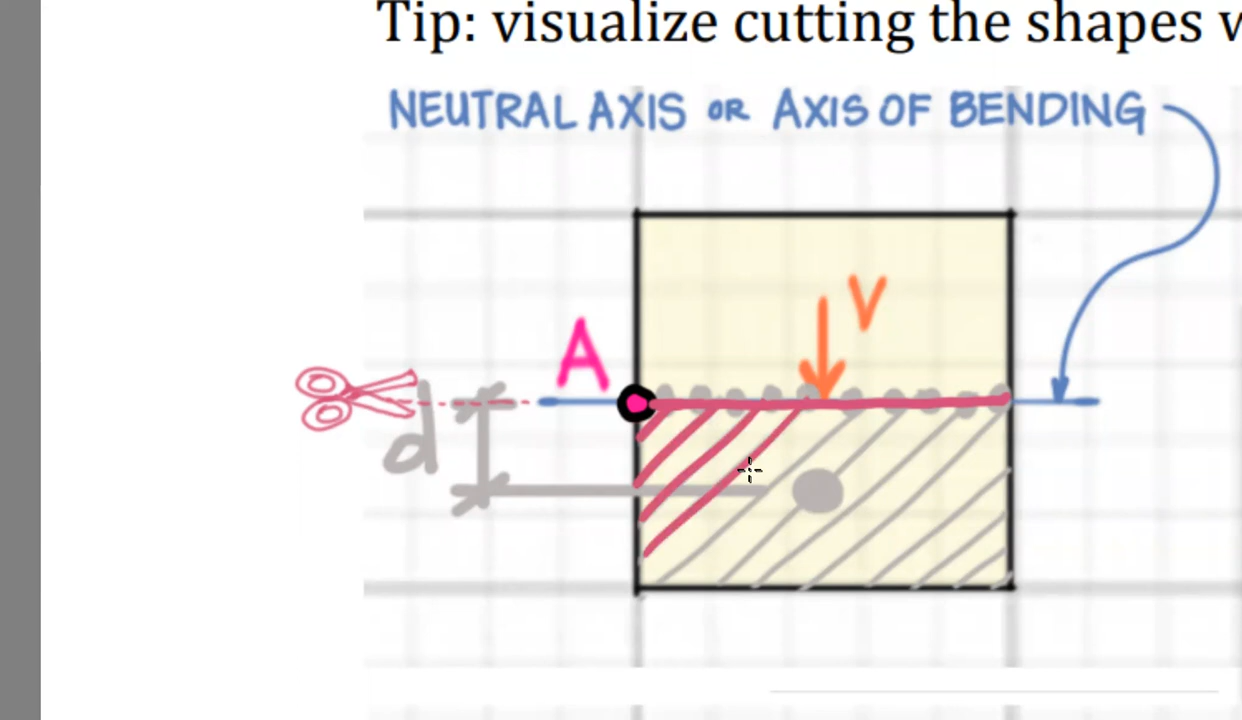 Tip: visualize cutting the shapes
NEUTRAL AXIS OR AXIS OF BENDING
V
A
d